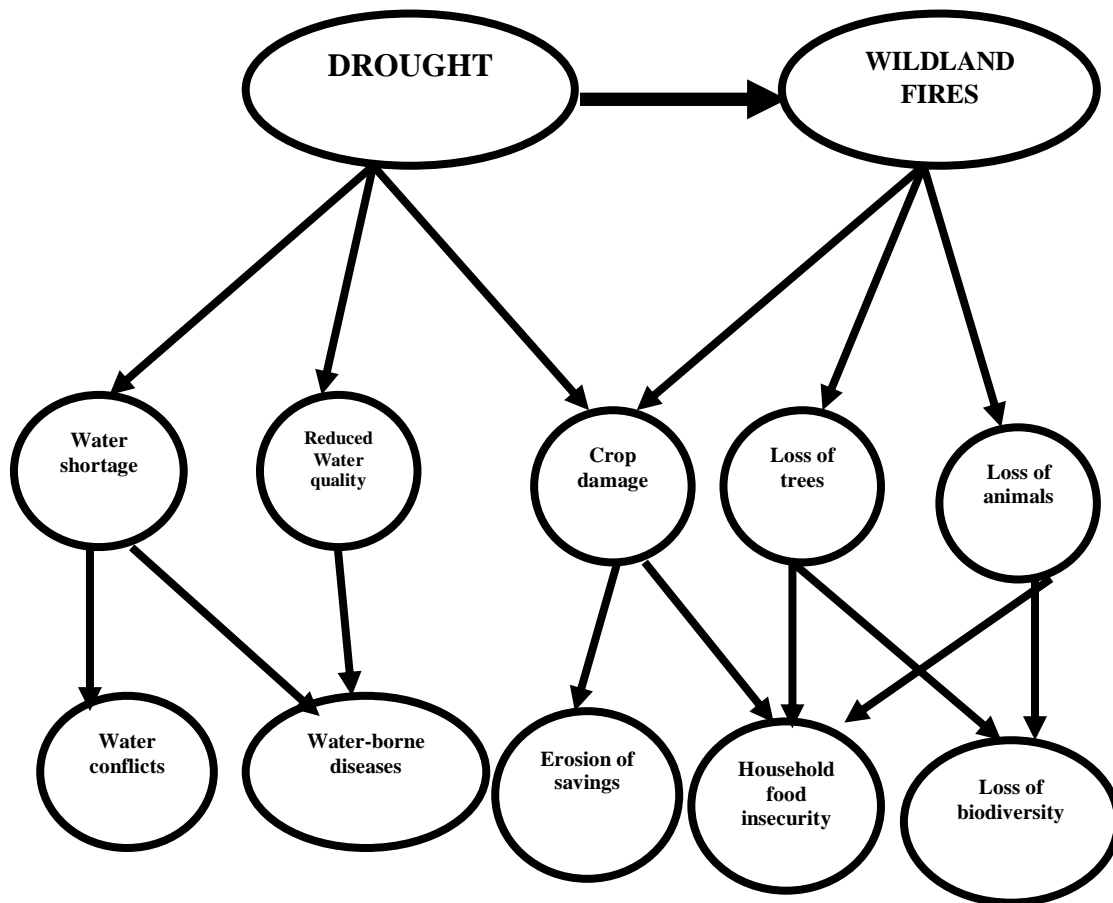 DROUGHT
WILDLAND
FIRES
Water
shortage
Reduced
Water
quality
Crop
damage
Loss of
trees
Loss of
animals
Water
conflicts
Water-borne
diseases
Erosion of
savings
Household
food
insecurity
Loss of
biodiversity